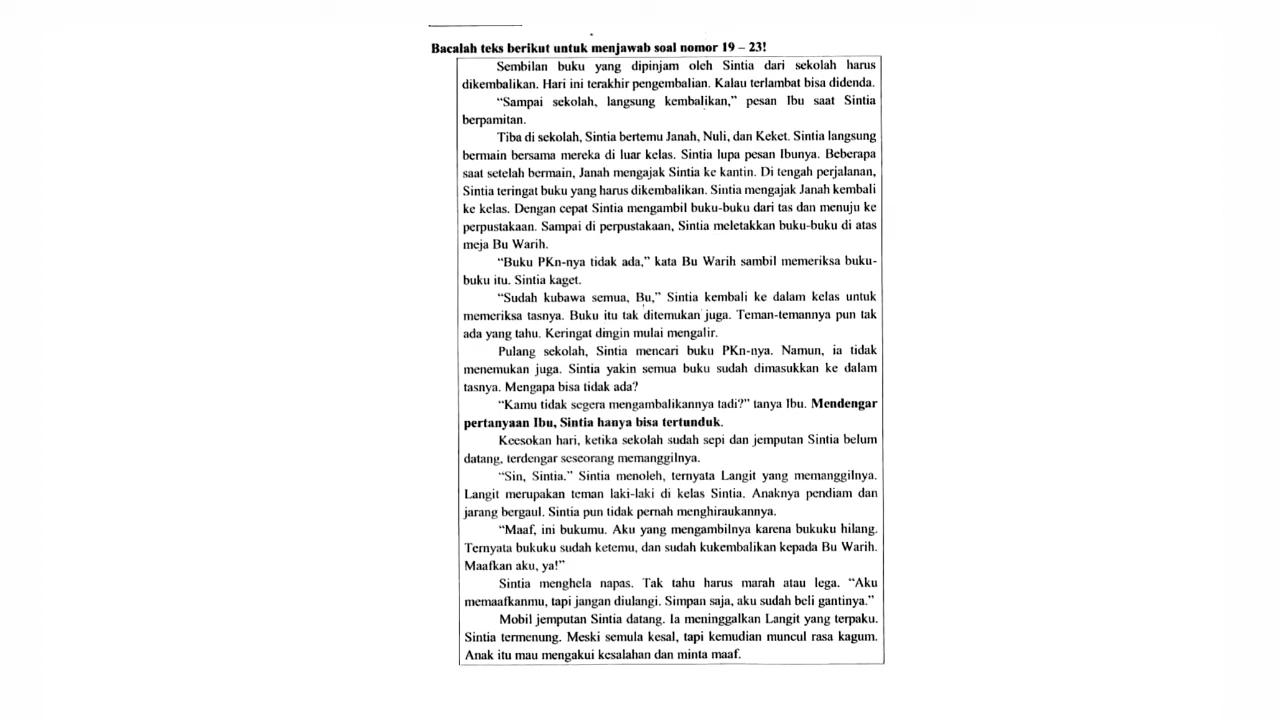 Bacalah teks berikut untuk menjawab soal nomor 19 – 23!
Sembilan buku yang dipinjam oleh Sintia dari sekolah harus
dikembalikan. Hari ini terakhir pengembalian. Kalau terlambat bisa didenda.
“Sampai sekolah, langsung kembalikan,” pesan Ibu saat Sintia
berpamitan.
Tiba di sekolah, Sintia bertemu Janah, Nuli, dan Keket. Sintia langsung
bermain bersama mereka di luar kelas. Sintia lupa pesan Ibunya. Beberapa
saat setelah bermain, Janah mengajak Sintia ke kantin. Di tengah perjalanan,
Sintia teringat buku yang harus dikembalikan. Sintia mengajak Janah kembali
ke kelas. Dengan cepat Sintia mengambil buku-buku dari tas dan menuju ke
perpustakaan. Sampai di perpustakaan, Sintia meletakkan buku-buku di atas
meja Bu Warih.
“Buku PKn-nya tidak ada,” kata Bu Warih sambil memeriksa buku-
buku itu. Sintia kaget.
“Sudah kubawa semua, Bu,” Sintia kembali ke dalam kelas untuk
memeriksa tasnya. Buku itu tak ditemukan juga. Teman-temannya pun tak
ada yang tahu. Keringat dingin mulai mengalir.
Pulang sekolah, Sintia mencari buku PKn-nya. Namun, ia tidak
menemukan juga. Sintia yakin semua buku sudah dimasukkan ke dalam
tasnya. Mengapa bisa tidak ada?
“Kamu tidak segera mengambalikannya tadi?” tanya Ibu. Mendengar
pertanyaan Ibu, Sintia hanya bisa tertunduk.
Keesokan hari, ketika sekolah sudah sepi dan jemputan Sintia belum
datang, terdengar seseorang memanggilnya.
“Sin, Sintia.” Sintia menoleh, ternyata Langit yang memanggilnya.
Langit merupakan teman laki-laki di kelas Sintia. Anaknya pendiam dan
jarang bergaul. Sintia pun tidak pernah menghiraukannya.
“Maaf, ini bukumu. Aku yang mengambilnya karena bukuku hilang.
Ternyata bukuku sudah ketemu, dan sudah kukembalikan kepada Bu Warih.
Maafkan aku, ya!”
Sintia menghela napas. Tak tahu harus marah atau lega. “Aku
memaafkanmu, tapi jangan diulangi. Simpan saja, aku sudah beli gantinya.”
Mobil jemputan Sintia datang. Ia meninggalkan Langit yang terpaku.
Sintia termenung. Meski semula kesal, tapi kemudian muncul rasa kagum.
Anak itu mau mengakui kesalahan dan minta maaf.